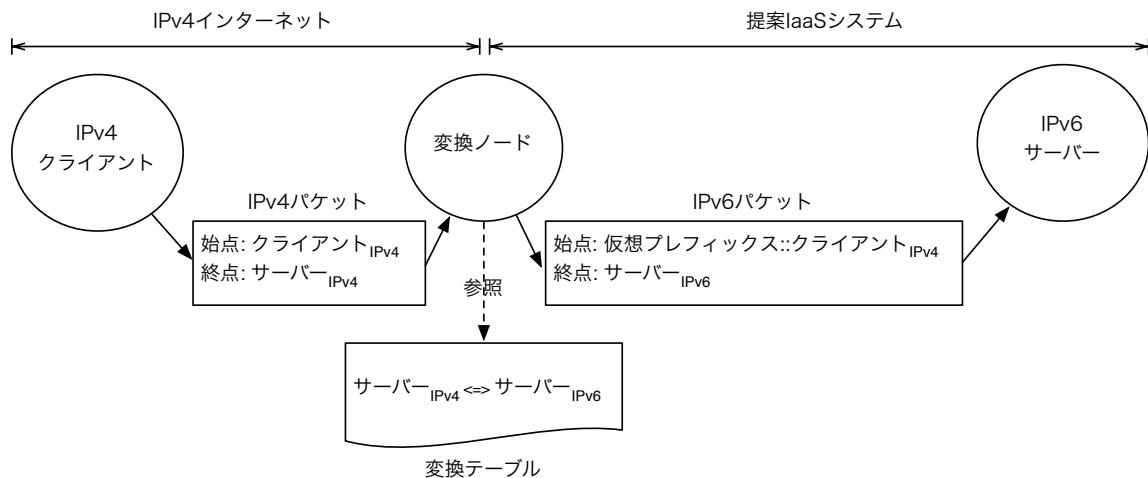 IPv4インターネット
提案IaaSシステム
IPv4
クライアント
変換ノード
IPv6
サーバー
IPv4パケット
始点: クライアントIPv4
終点: サーバーIPv4
IPv6パケット
始点: 仮想プレフィックス::クライアントIPv4
終点: サーバーIPv6
参照
サーバーIPv4 <=> サーバーIPv6
変換テーブル